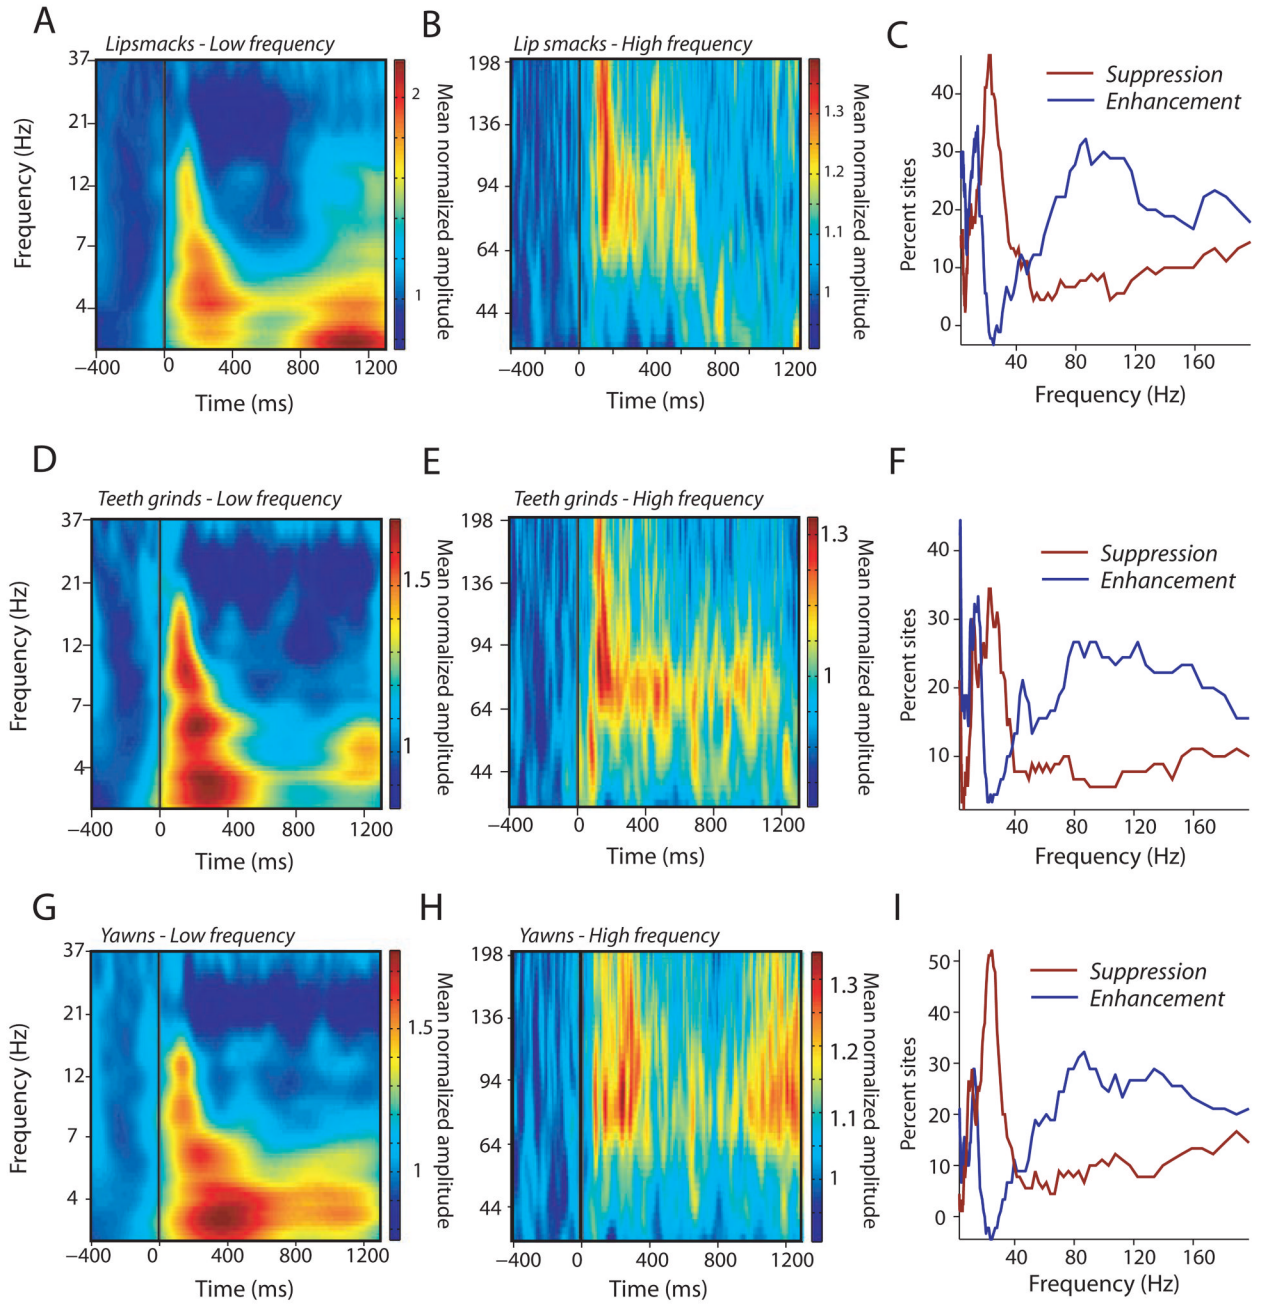 A
Lipsmacks - Low frequency
37
21
12
7
4
Frequency (Hz)
−400
0
400
800
1200
Time (ms)
2
1
Mean normalized amplitude
B
Lip smacks - High frequency
198
136
94
64
44
−400
0
400
800
1200
Time (ms)
1.3
1.2
1.1
1
Mean normalized amplitude
C
Suppression
Enhancement
40
30
20
10
0
Percent sites
40
80
120
160
Frequency (Hz)
D
Teeth grinds - Low frequency
37
21
12
7
4
Frequency (Hz)
−400
0
400
800
1200
Time (ms)
1.5
1
Mean normalized amplitude
E
Teeth grinds - High frequency
198
136
94
64
44
−400
0
400
800
1200
Time (ms)
1.3
1
Mean normalized amplitude
F
Suppression
Enhancement
40
30
20
10
Percent sites
40
80
120
160
Frequency (Hz)
G
Yawns - Low frequency
37
21
12
7
4
Frequency (Hz)
−400
0
400
800
1200
Time (ms)
1.5
1
Mean normalized amplitude
H
Yawns - High frequency
198
136
94
64
44
−400
0
400
800
1200
Time (ms)
1.3
1.2
1.1
1
Mean normalized amplitude
I
Suppression
Enhancement
50
40
30
20
10
0
Percent sites
40
80
120
160
Frequency (Hz)